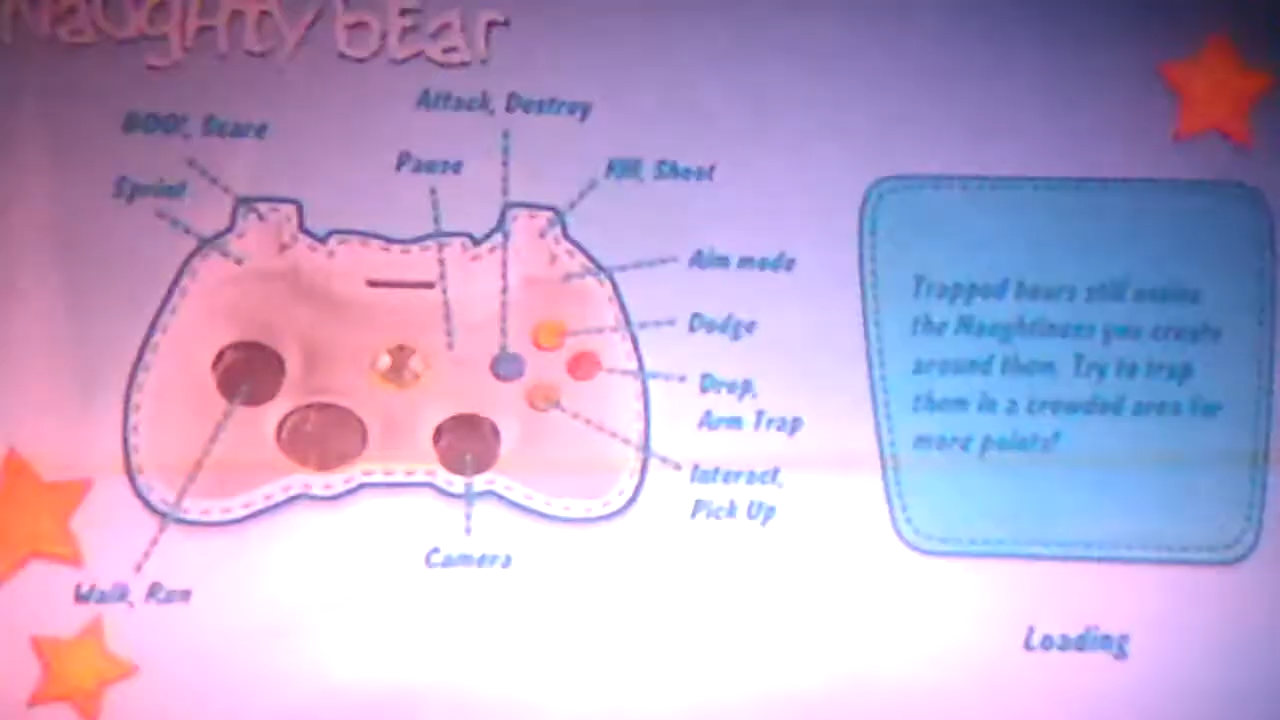 Naughty bear
Attack, Destroy
BOO!, Scare
Pause
Kill, Shoot
Sprint
Aim mode
Dodge
Drop,
Arm Trap
Interact,
Pick Up
Camera
Walk, Run
Trapped bears still
the Naughtiness you create
around them. Try to trap
them in a crowded area for
more points!
Loading